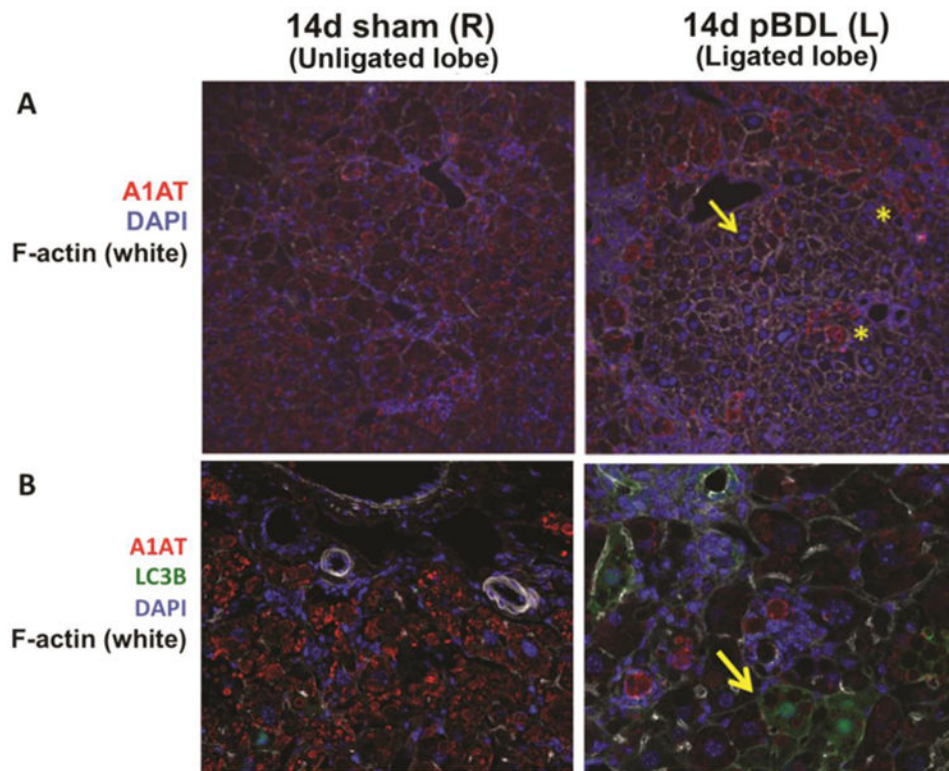 14d sham (R)
(Unligated lobe)
14d pBDL (L)
(Ligated lobe)
A
A1AT
DAPI
F-actin (white)
*
*
B
A1AT
LC3B
DAPI
F-actin (white)